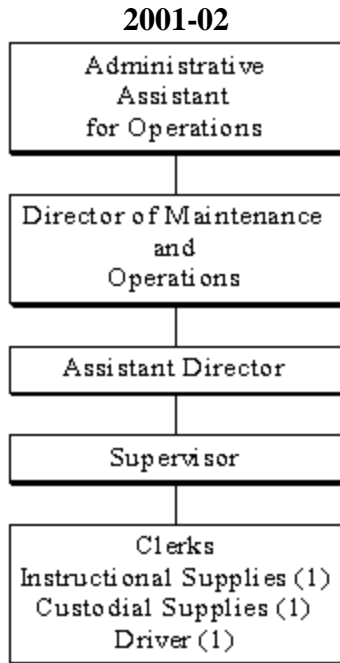 2001-02
Administrative
Assistant
for Operations
Director of Maintenance
and
Operations
Assistant Director
Supervisor
Clerks
Instructional Supplies (1)
Custodial Supplies (1)
Driver (1)